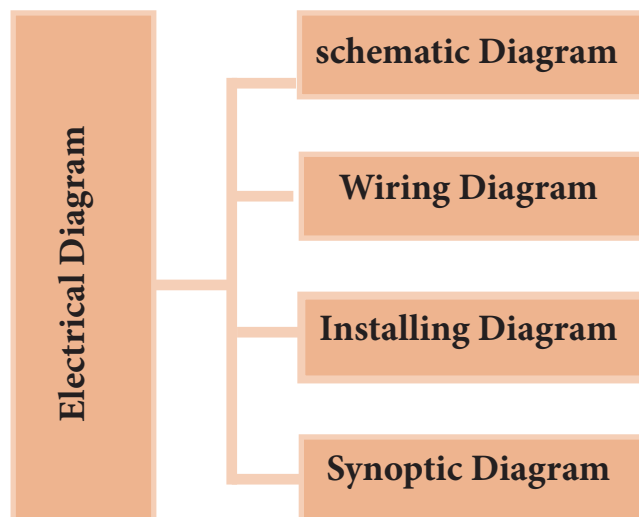 Electrical Diagram
schematic Diagram
Wiring Diagram
Installing Diagram
Synoptic Diagram